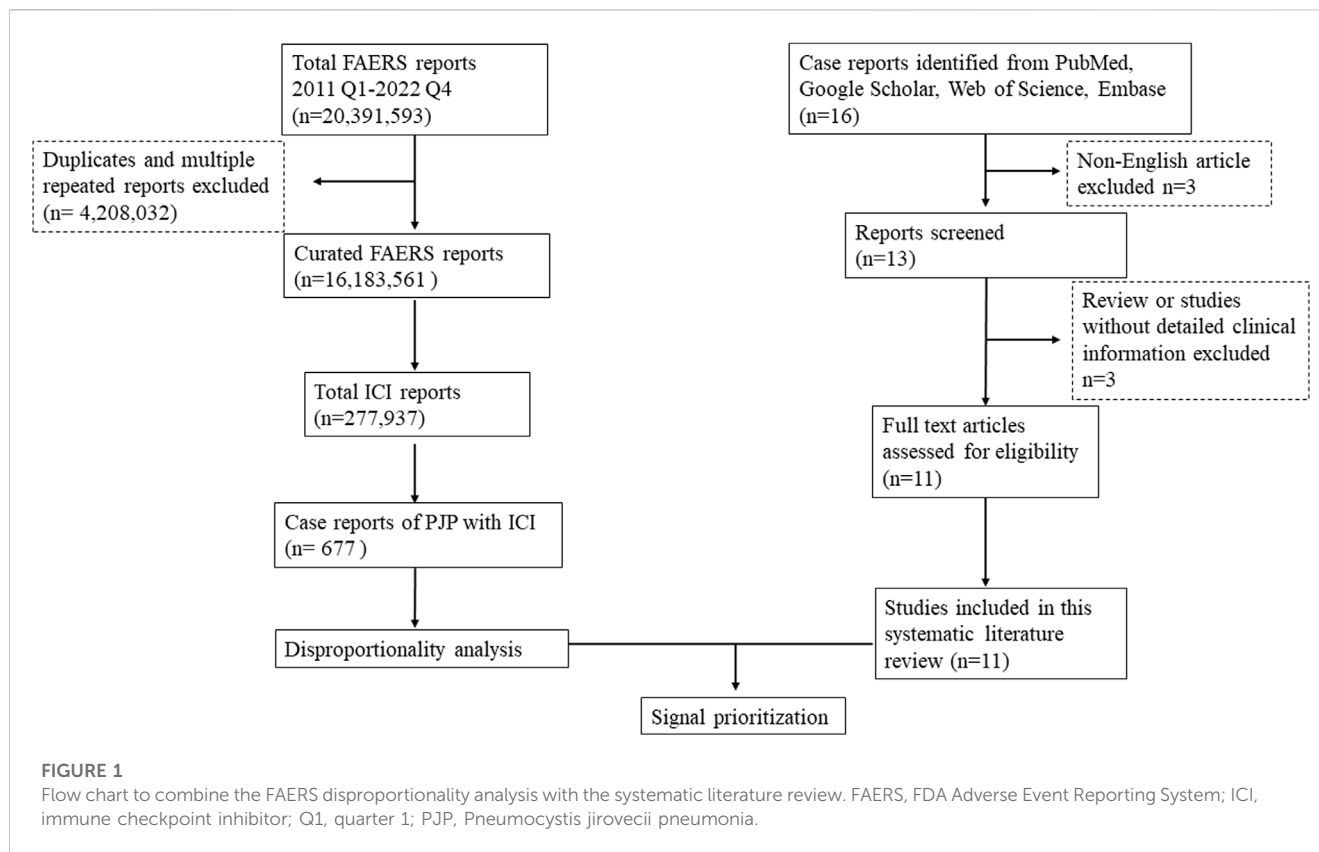 Total FAERS reports
2011 Q1-2022 Q4
(n=20,391,593)
Duplicates and multiple
repeated reports excluded
(n= 4,208,032)
Curated FAERS reports
(n=16,183,561 )
Total ICI reports
(n=277,937)
Case reports of PJP with ICI
(n= 677 )
Disproportionality analysis
Case reports identified from PubMed,
Google Scholar, Web of Science, Embase
(n=16)
Non-English article
excluded n=3
Reports screened
(n=13)
Review or studies
without detailed clinical
information excluded
n=3
Full text articles
assessed for eligibility
(n=11)
Studies included in this
systematic literature
review (n=11)
Signal prioritization
FIGURE 1
Flow chart to combine the FAERS disproportionality analysis with the systematic literature review. FAERS, FDA Adverse Event Reporting System; ICI,
immune checkpoint inhibitor; Q1, quarter 1; PJP, Pneumocystis jirovecii pneumonia.